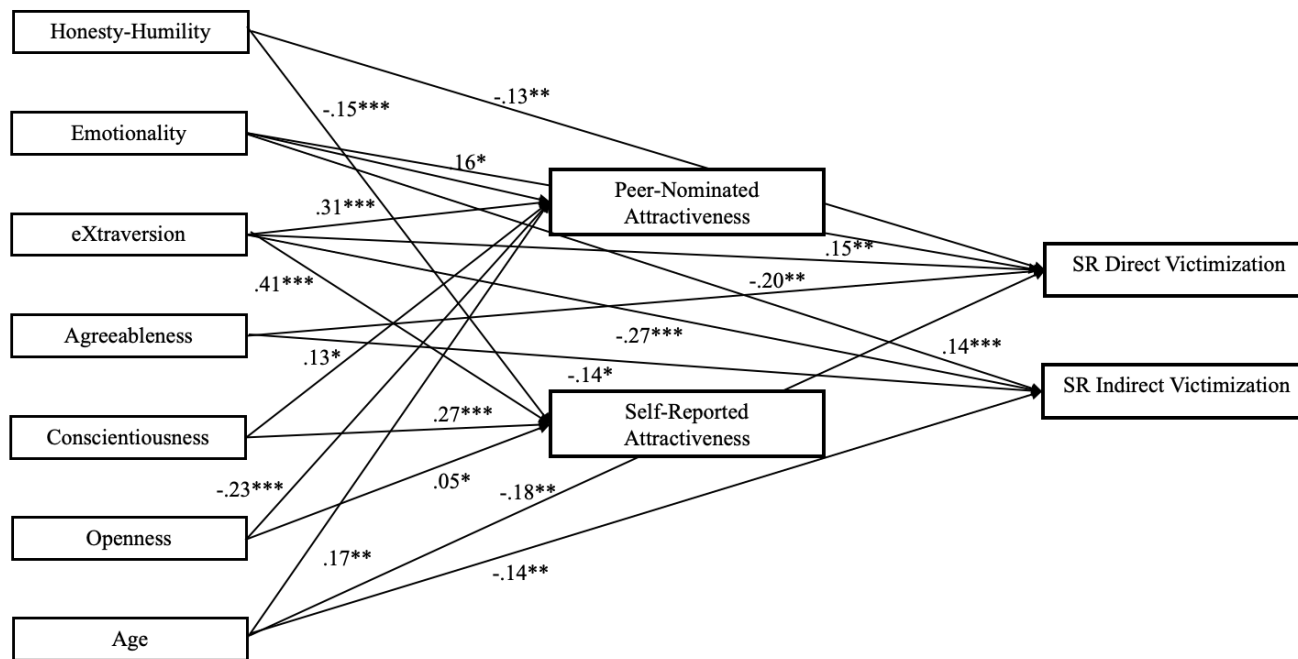 Honesty-Humility
-.13**
-.15***
Emotionality
.16*
Peer-Nominated
Attractiveness
.31***
eXtraversion
.15**
SR Direct Victimization
.41***
-.20**
Agreeableness
-.27***
.14***
.13*
-.14*
SR Indirect Victimization
Self-Reported
Attractiveness
.27***
Conscientiousness
-.23***
.05*
-.18**
Openness
.17**
-.14**
Age